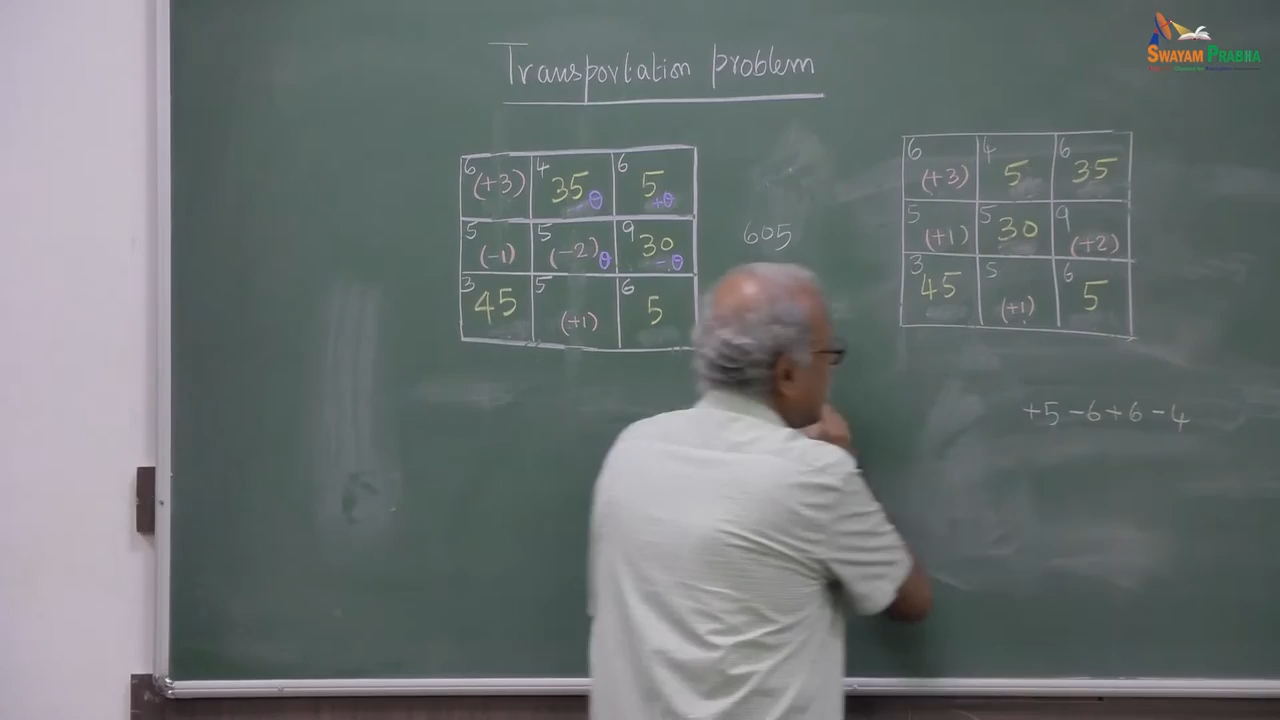 SWAYAM PRABHA
Transportation problem
6 (+3) 4 35 -θ 6 5 +θ
5 (-1) 5 (-2) θ 9 30 -θ
3 45 5 (+1) 6 5
605
6 (+3) 4 5 6 35
5 (+1) 5 30 9 (+2)
3 45 5 (+1) 6 5
+5 -6 +6 -4